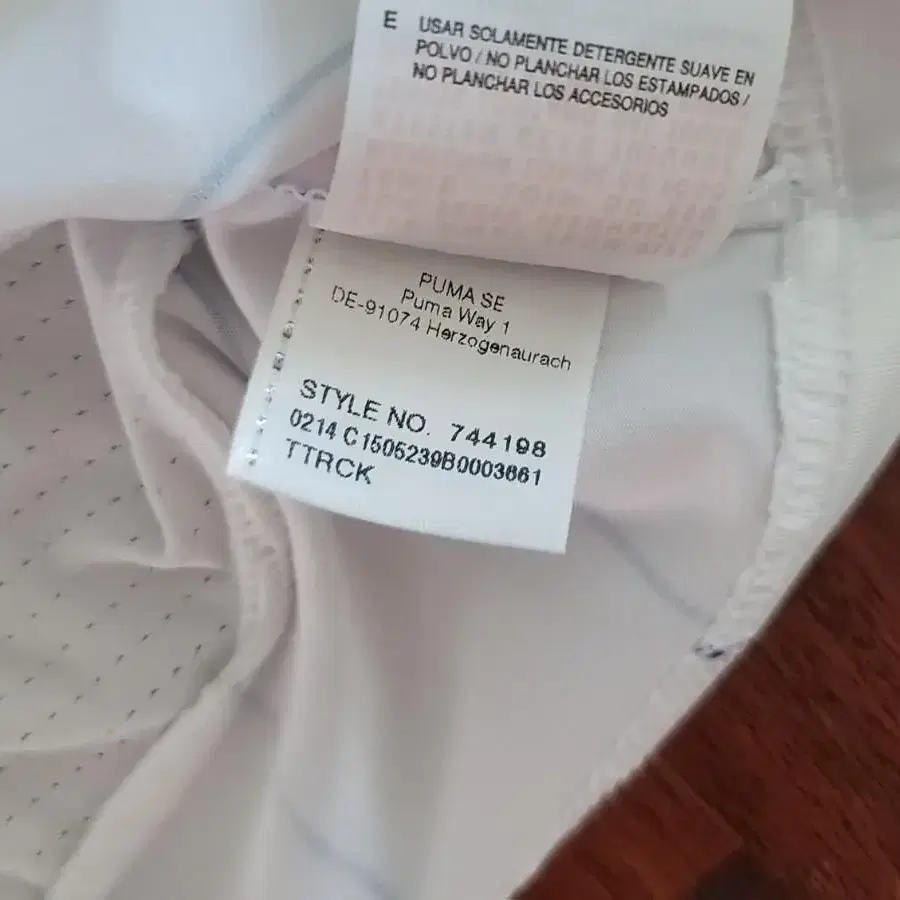 E USAR SOLAMENTE DETERGENTE SUAVE EN
POLVO / NO PLANCHAR LOS ESTAMPADOS /
NO PLANCHAR LOS ACCESORIOS
PUMA SE
Puma Way 1
DE-91074 Herzogenaurach
STYLE NO. 744198
0214 C1505239B0003661
TTRCK